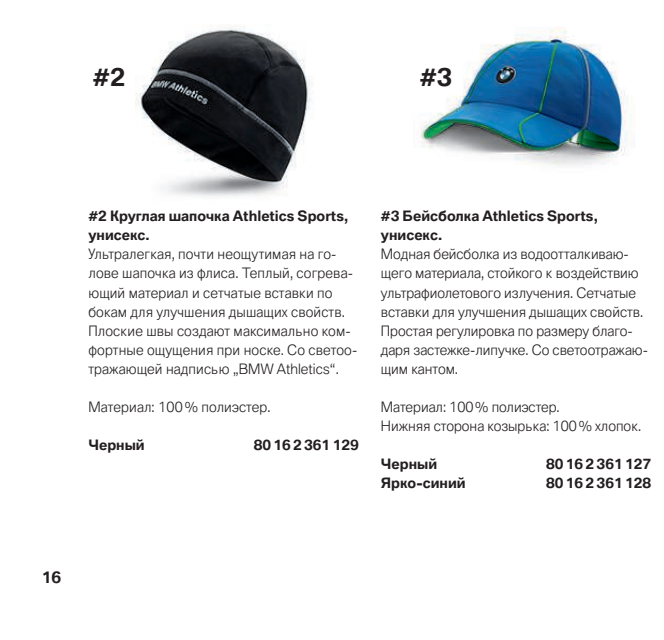 #2
BMW Athletics
#3
#2 Круглая шапочка Athletics Sports,
унисекс.
Ультралегкая, почти неощутимая на го-
лове шапочка из флиса. Теплый, согрева-
ющий материал и сетчатые вставки по
бокам для улучшения дышащих свойств.
Плоские швы создают максимально ком-
фортные ощущения при носке. Со светоо-
тражающей надписью „BMW Athletics“.
Материал: 100 % полиэстер.
Черный 80 16 2 361 129
#3 Бейсболка Athletics Sports,
унисекс.
Модная бейсболка из водоотталкиваю-
щего материала, стойкого к воздействию
ультрафиолетового излучения. Сетчатые
вставки для улучшения дышащих свойств.
Простая регулировка по размеру благо-
даря застежке-липучке. Со светоотражаю-
щим кантом.
Материал: 100 % полиэстер.
Нижняя сторона козырька: 100 % хлопок.
Черный 80 16 2 361 127
Ярко-синий 80 16 2 361 128
16